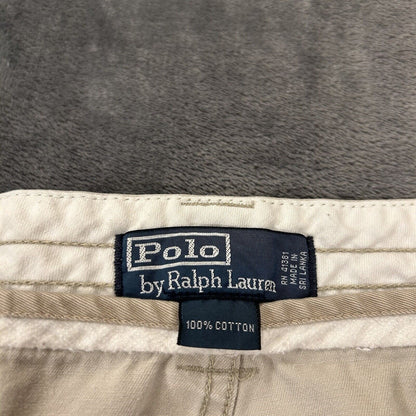 Polo
by Ralph Lauren
RN 41381
MADE IN
SRI LANKA
100% COTTON